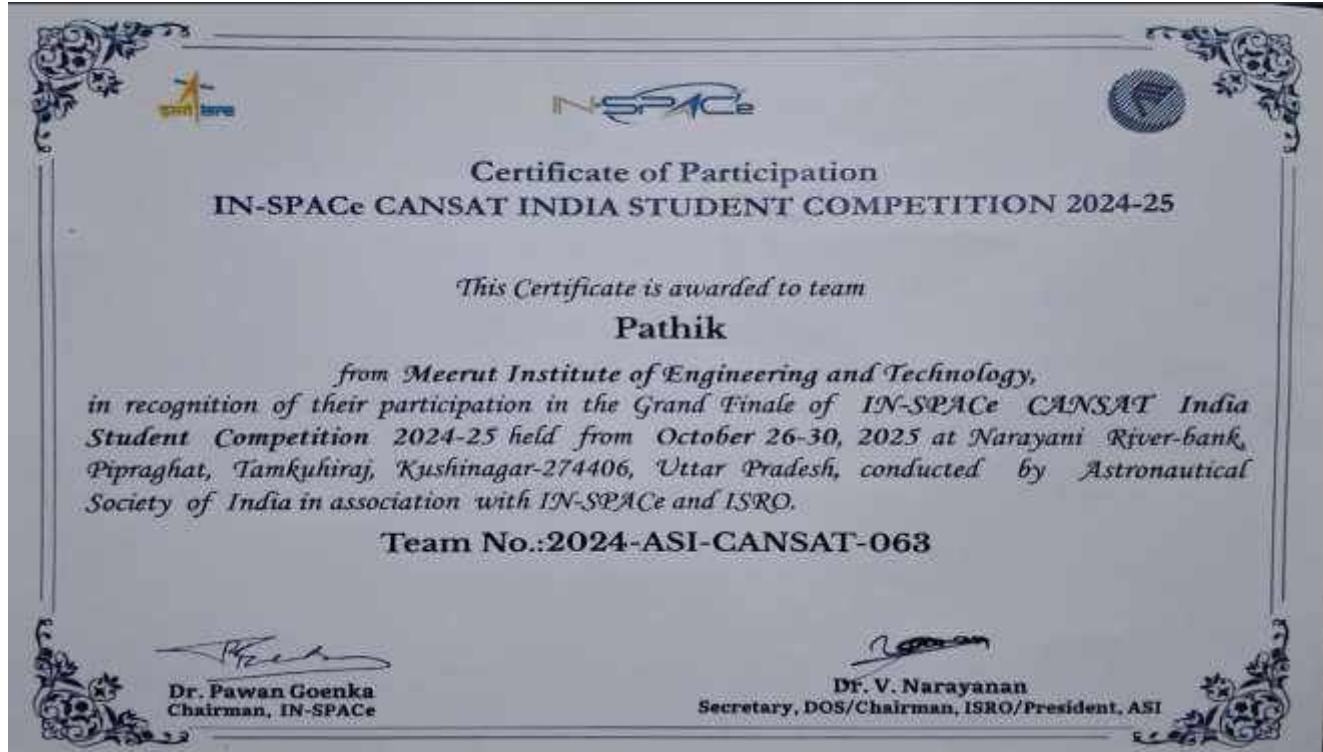 इसरो isro
IN-SPACe
Certificate of Participation
IN-SPACe CANSAT INDIA STUDENT COMPETITION 2024-25
This Certificate is awarded to team
Pathik
from Meerut Institute of Engineering and Technology,
in recognition of their participation in the Grand Finale of IN-SPACe CANSAT India
Student Competition 2024-25 held from October 26-30, 2025 at Narayani River-bank,
Pipraghat, Tamkuhiraj, Kushinagar-274406, Uttar Pradesh, conducted by Astronautical
Society of India in association with IN-SPACe and ISRO.
Team No.:2024-ASI-CANSAT-063
Dr. Pawan Goenka
Chairman, IN-SPACe
Dr. V. Narayanan
Secretary, DOS/Chairman, ISRO/President, ASI